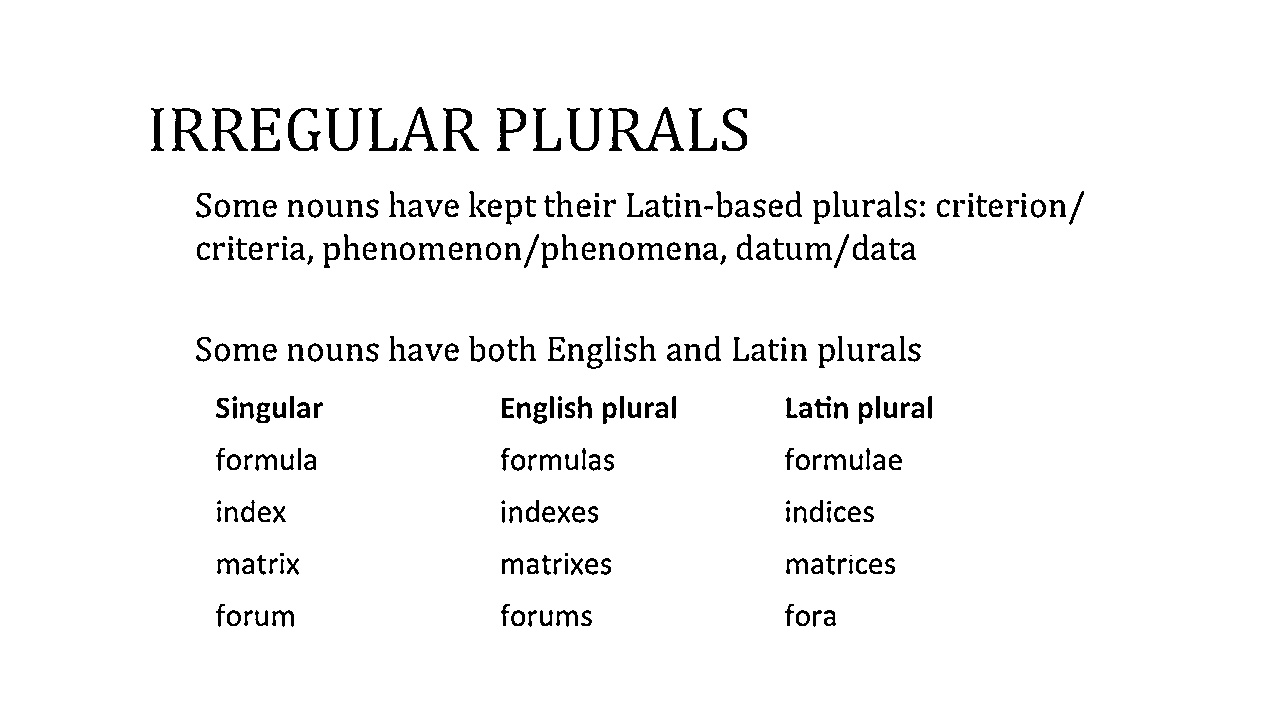 IRREGULAR PLURALS
Some nouns have kept their Latin-based plurals: criterion/
criteria, phenomenon/phenomena, datum/data
Some nouns have both English and Latin plurals
Singular English plural Latin plural
formula formulas formulae
index indexes indices
matrix matrixes matrices
forum forums fora